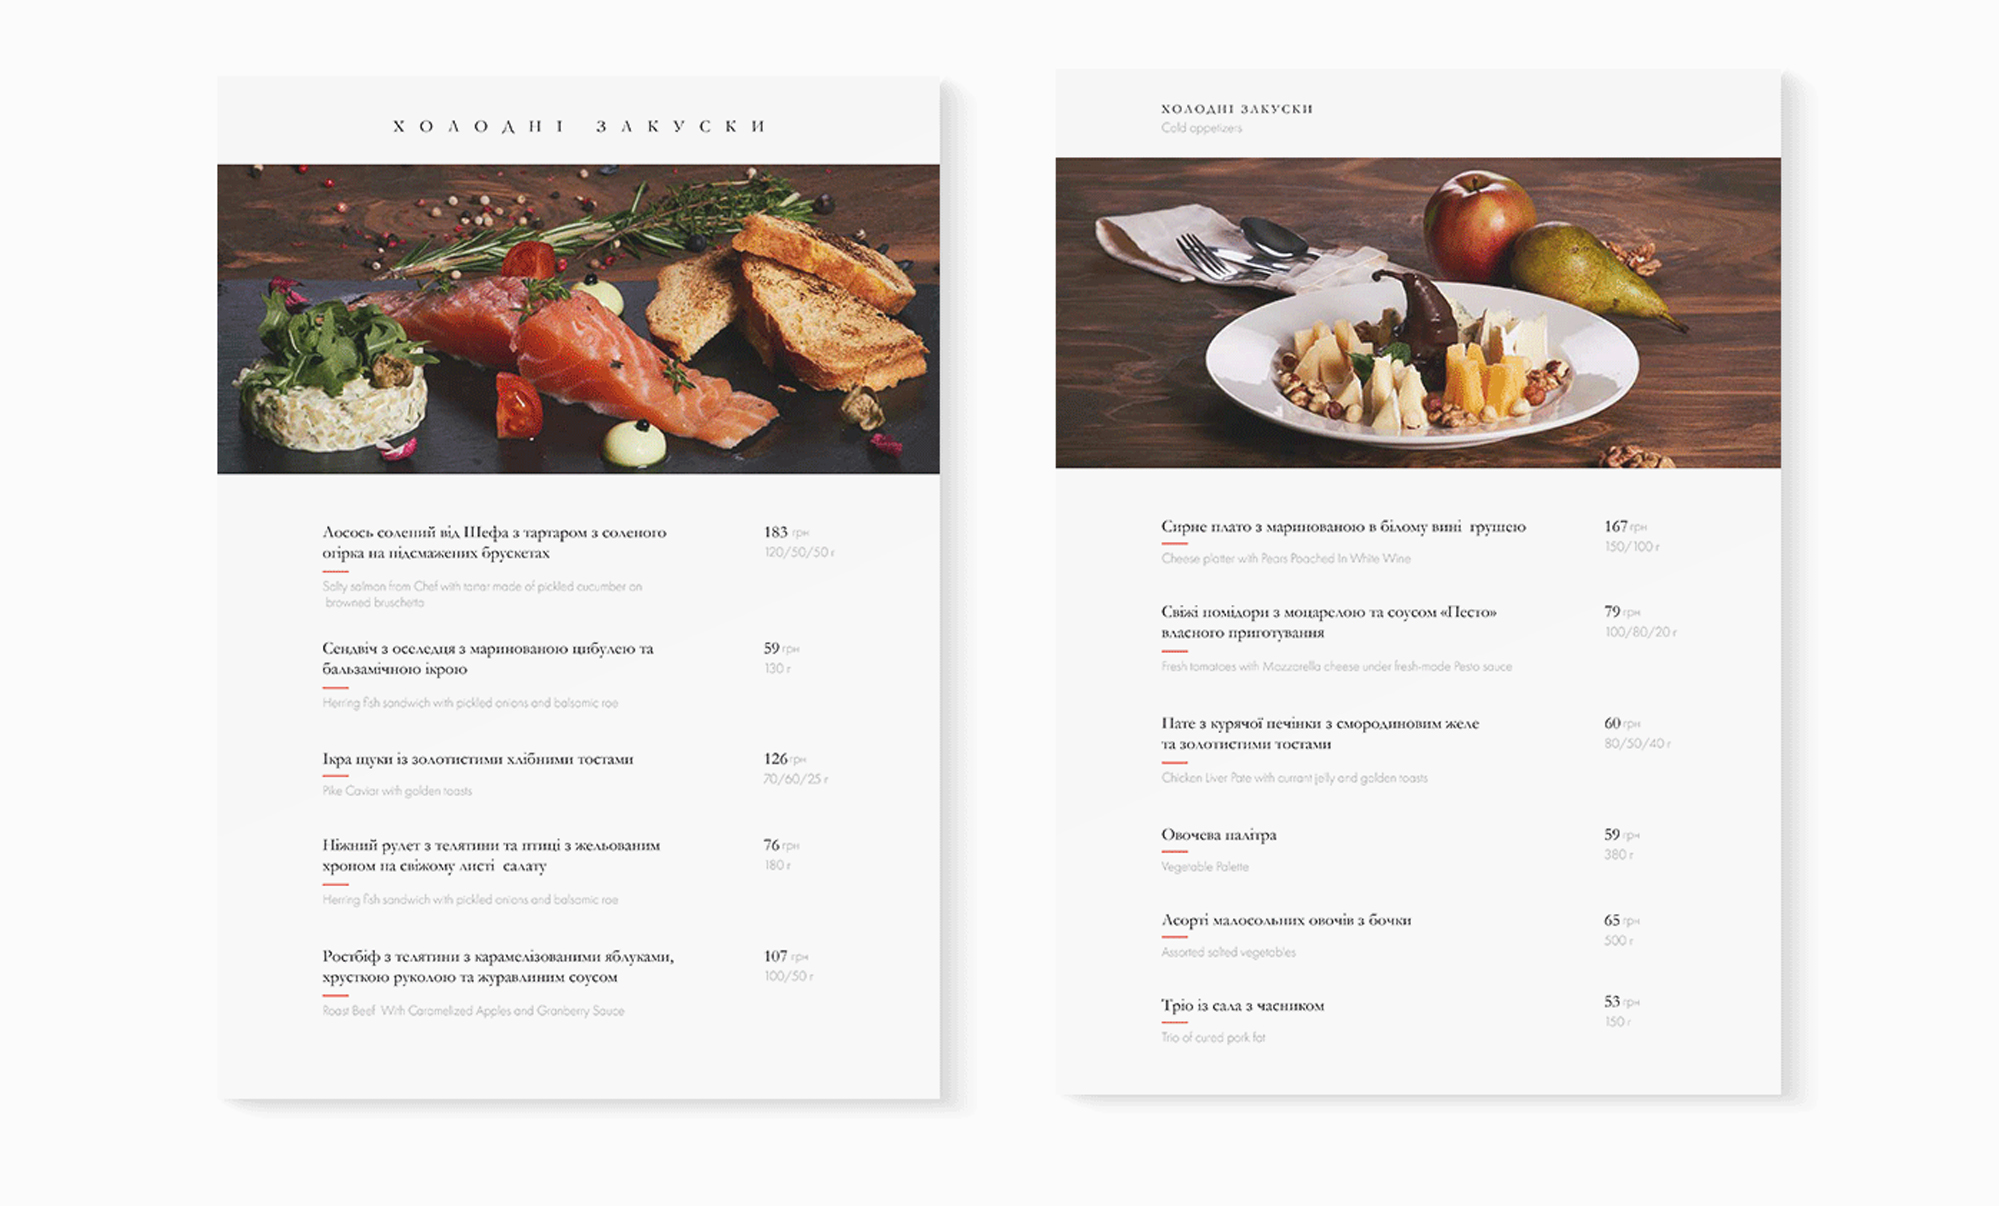 ХОЛОДНІ ЗАКУСКИ
Лосось солений від Шефа з тартаром з соленого
огірка на підсмажених брускетах
183 грн
120/50/50 г
Salty salmon from Chef with tartar made of pickled cucumber on
browned bruschetta
Сендвіч з оселедця з маринованою цибулею та
бальзамічною ікрою
59 грн
130 г
Herring fish sandwich with pickled onions and balsamic roe
Ікра щуки із золотистими хлібними тостами
126 грн
70/60/25 г
Pike Caviar with golden toasts
Ніжний рулет з телятини та птиці з жельованим
хроном на свіжому листі салату
76 грн
180 г
Herring fish sandwich with pickled onions and balsamic roe
Ростбіф з телятини з карамелізованими яблуками,
хрусткою руколою та журавлиним соусом
107 грн
100/50 г
Roast Beef With Caramelized Apples and Granberry Sauce
ХОЛОДНІ ЗАКУСКИ
Cold appetizers
Сирне плато з маринованою в білому вині грушею
167 грн
150/100 г
Cheese platter with Pears Poached In White Wine
Свіжі помідори з моцарелою та соусом «Песто»
власного приготування
79 грн
100/80/20 г
Fresh tomatoes with Mozzarella cheese under fresh-made Pesto sauce
Пате з курячої печінки з смородиновим желе
та золотистими тостами
60 грн
80/50/40 г
Chicken Liver Pate with currant jelly and golden toasts
Овочева палітра
59 грн
380 г
Vegetable Palette
Асорті малосольних овочів з бочки
65 грн
500 г
Assorted salted vegetables
Тріо із сала з часником
53 грн
150 г
Trio of cured pork fat